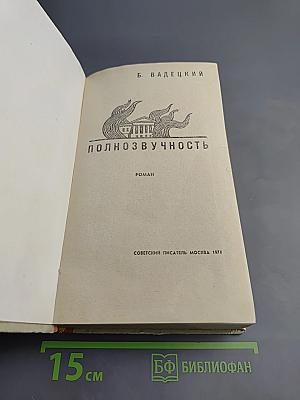 Б. ВАДЕЦКИЙ
ПОЛНОЗВУЧНОСТЬ
РОМАН
СОВЕТСКИЙ ПИСАТЕЛЬ МОСКВА 1971
15 см
БФ БИБЛИОФАН